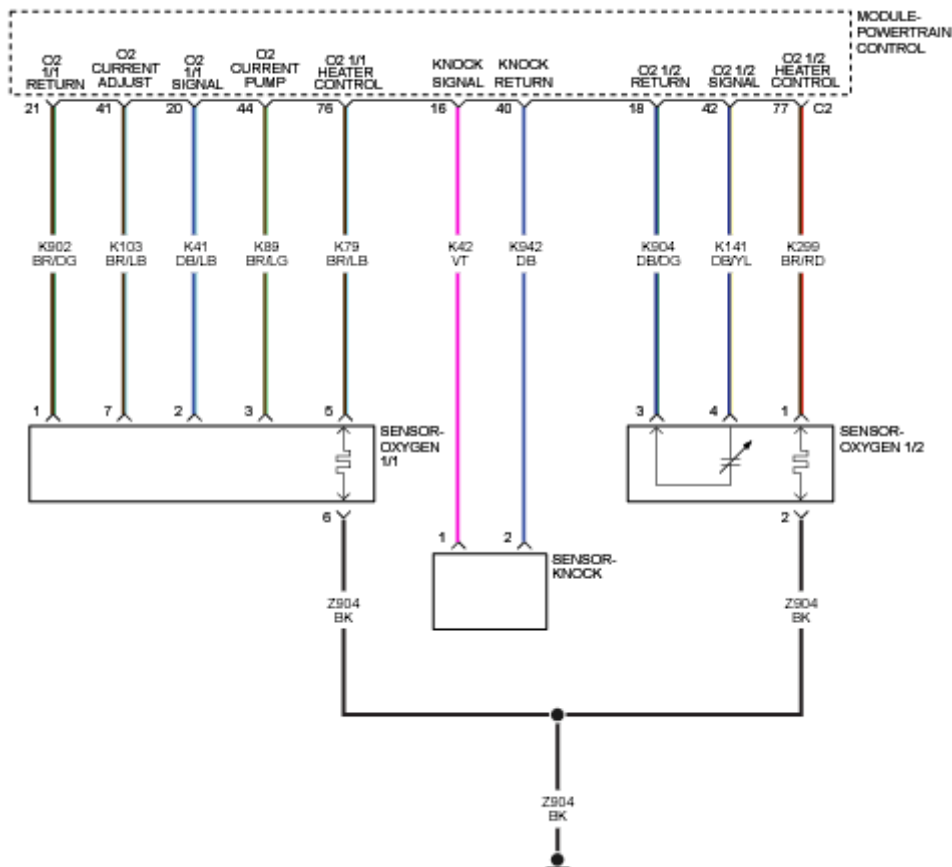 MODULE-
POWERTRAIN
CONTROL
O2
1/1
RETURN
O2
CURRENT
ADJUST
O2
1/1
SIGNAL
O2
CURRENT
PUMP
O2 1/1
HEATER
CONTROL
KNOCK
SIGNAL
KNOCK
RETURN
O2 1/2
RETURN
O2 1/2
SIGNAL
O2 1/2
HEATER
CONTROL
21 41 20 44 76 16 40 18 42 77 C2
K902
BR/DG
K103
BR/LB
K41
DB/LB
K89
BR/LG
K79
BR/LB
K42
VT
K942
DB
K904
DB/DG
K141
DB/YL
K299
BR/RD
1 7 2 3 5 3 4 1
SENSOR-
OXYGEN
1/1
SENSOR-
OXYGEN 1/2
6 2
1 2
SENSOR-
KNOCK
Z904
BK
Z904
BK
Z904
BK